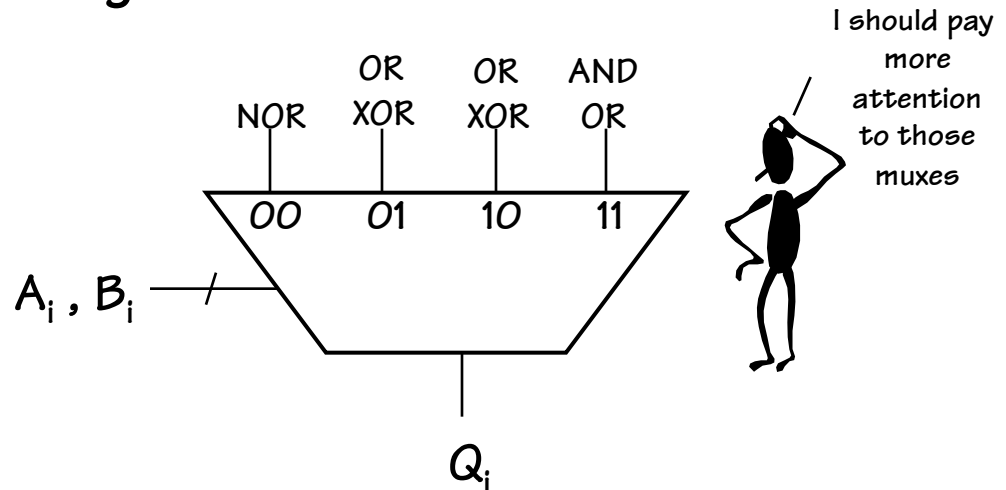 I should pay
more
attention
to those
muxes
OR OR AND
NOR XOR XOR OR
00 01 10 11
Aᵢ , Bᵢ
Qᵢ